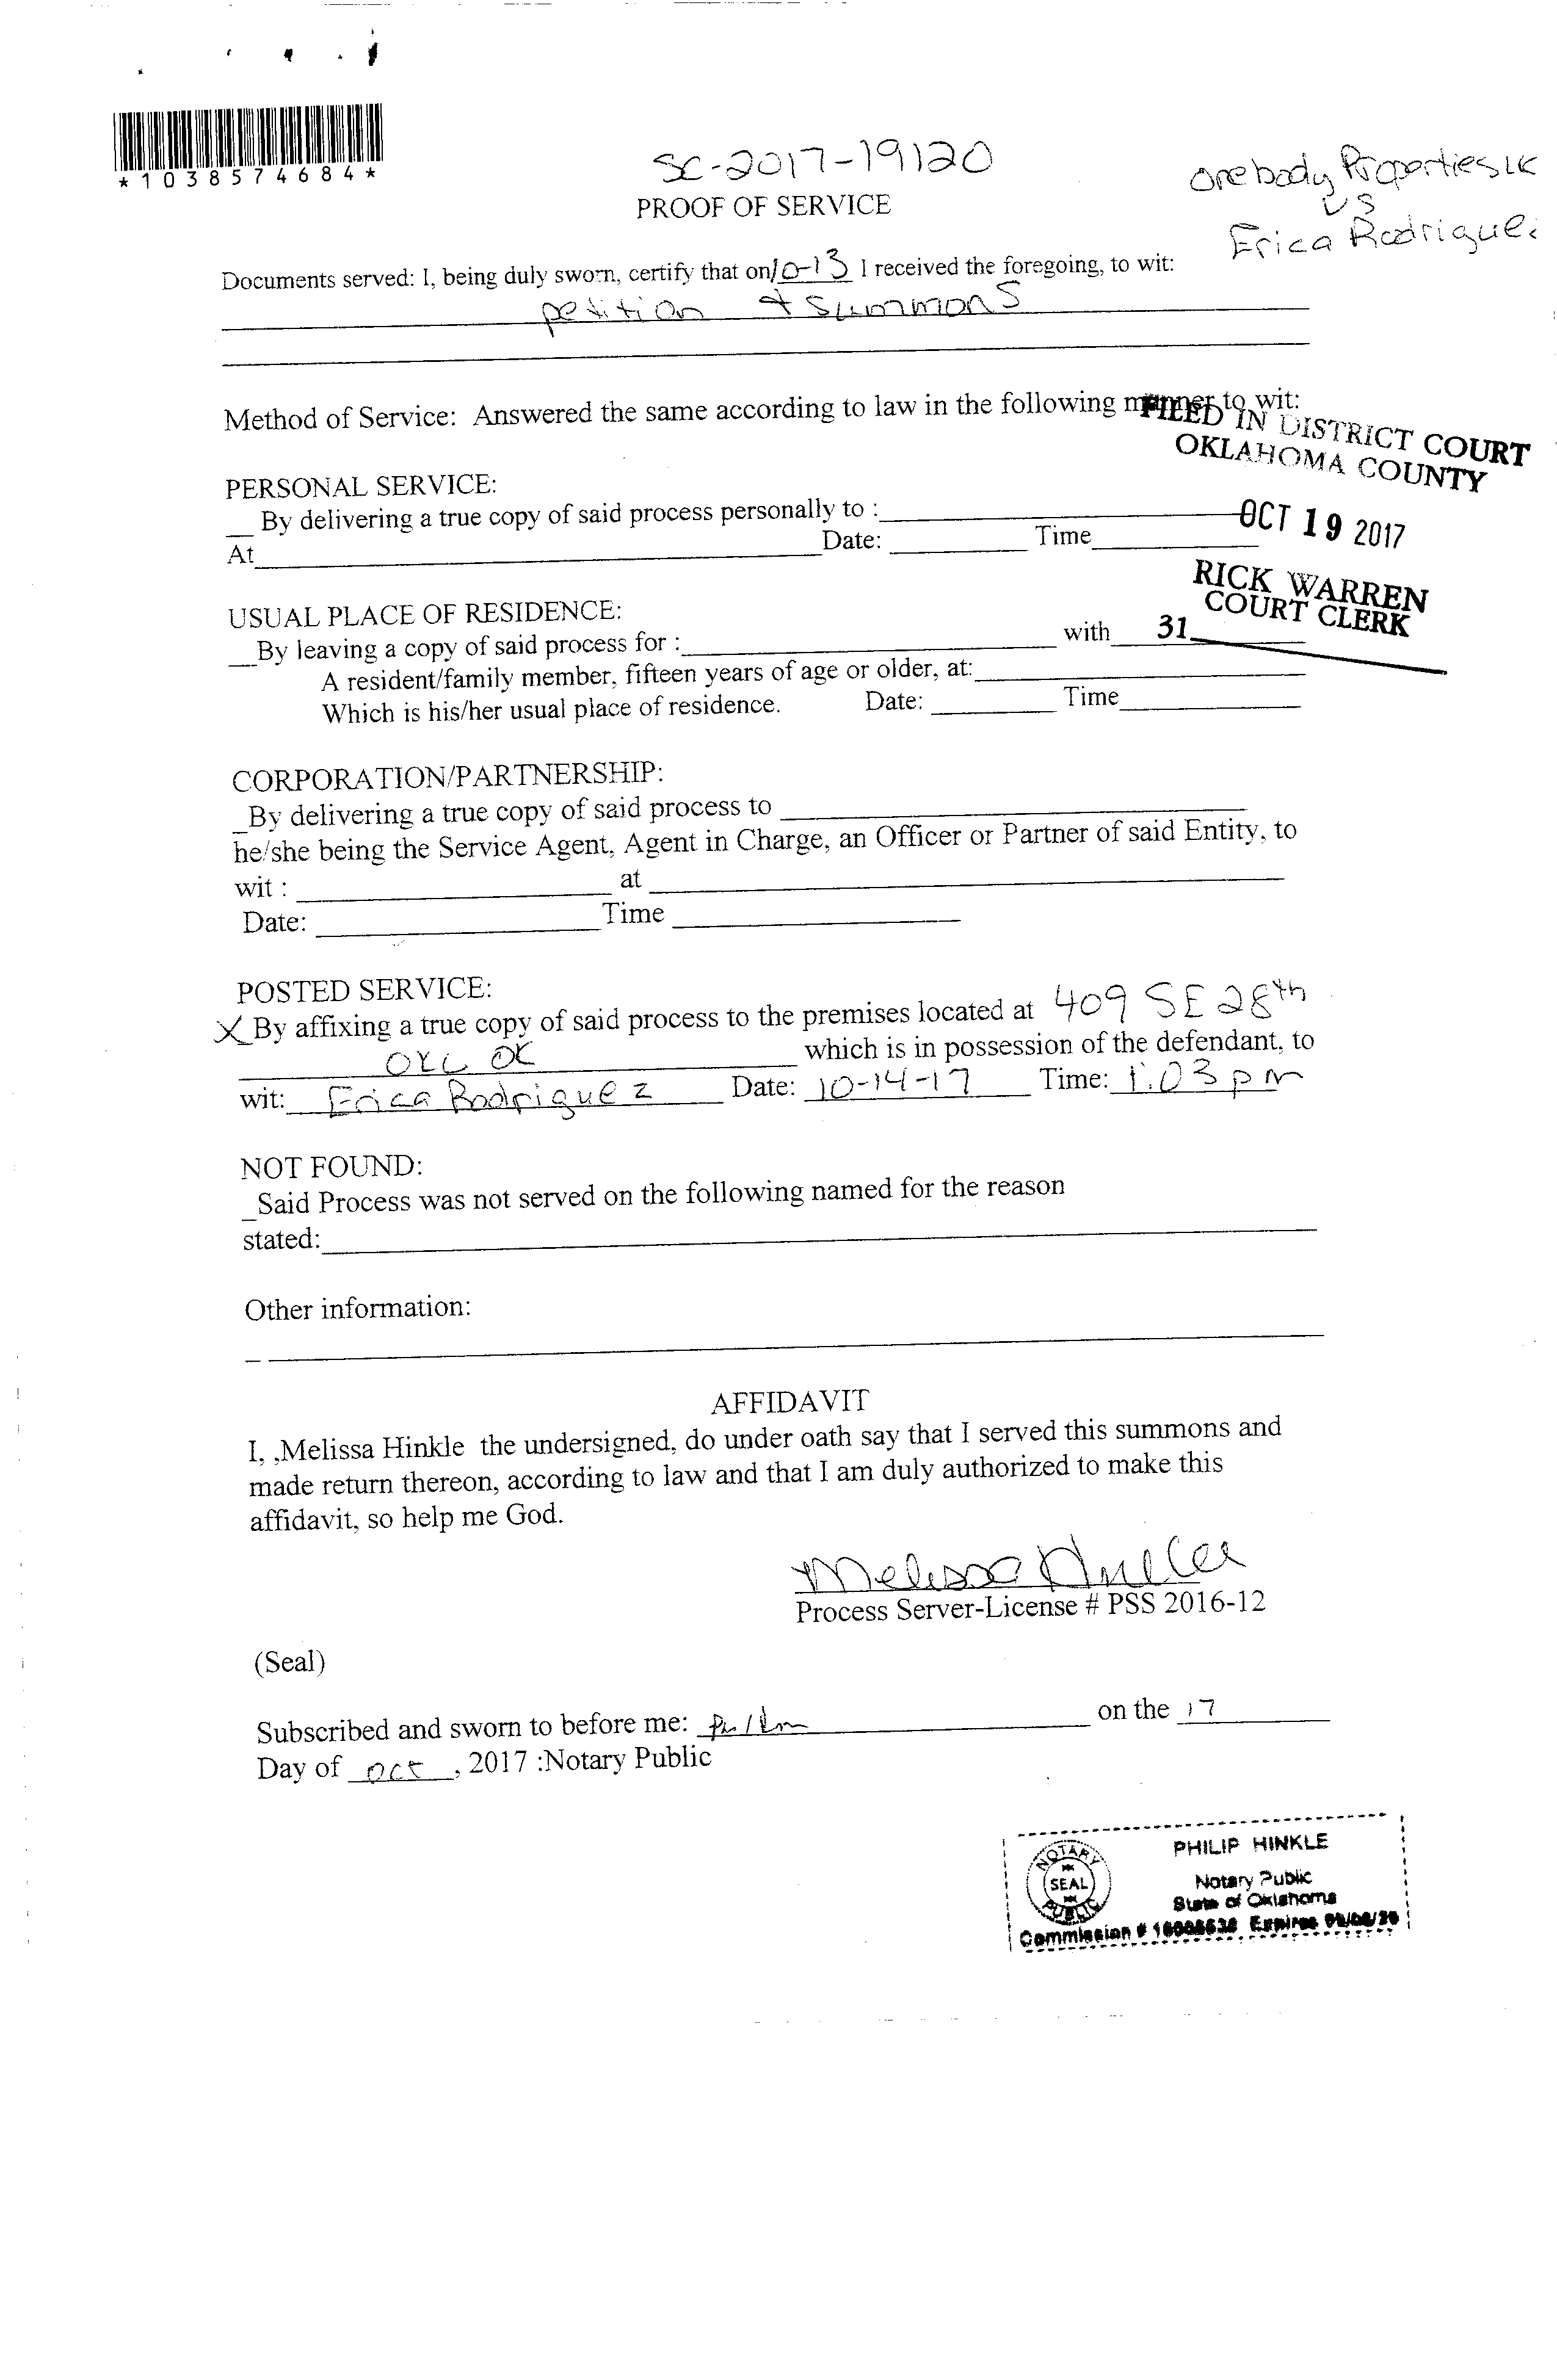 *1038574684*
SC-2017-19120
PROOF OF SERVICE
Orebody Properties LLC
vs
Erica Rodriguez
Documents served: I, being duly sworn, certify that on 10-13 I received the foregoing, to wit:
petition + summons
Method of Service: Answered the same according to law in the following manner to wit:
FILED IN DISTRICT COURT
OKLAHOMA COUNTY
PERSONAL SERVICE:
__ By delivering a true copy of said process personally to :
At Date: Time
OCT 19 2017
RICK WARREN
COURT CLERK
31
USUAL PLACE OF RESIDENCE:
__By leaving a copy of said process for : with
A resident/family member, fifteen years of age or older, at:
Which is his/her usual place of residence. Date: Time
CORPORATION/PARTNERSHIP:
_By delivering a true copy of said process to
he/she being the Service Agent, Agent in Charge, an Officer or Partner of said Entity, to
wit : at
Date: Time
POSTED SERVICE:
X By affixing a true copy of said process to the premises located at 409 SE 28th
OKC OK which is in possession of the defendant, to
wit: Erica Rodriguez Date: 10-14-17 Time: 1:03pm
NOT FOUND:
_Said Process was not served on the following named for the reason
stated:
Other information:
AFFIDAVIT
I, ,Melissa Hinkle the undersigned, do under oath say that I served this summons and
made return thereon, according to law and that I am duly authorized to make this
affidavit, so help me God.
Melissa Hinkle
Process Server-License # PSS 2016-12
(Seal)
Subscribed and sworn to before me: on the 17
Day of Oct, 2017 :Notary Public
PHILIP HINKLE
NOTARY
SEAL
PUBLIC
Notary Public
State of Oklahoma
Commission # Expires